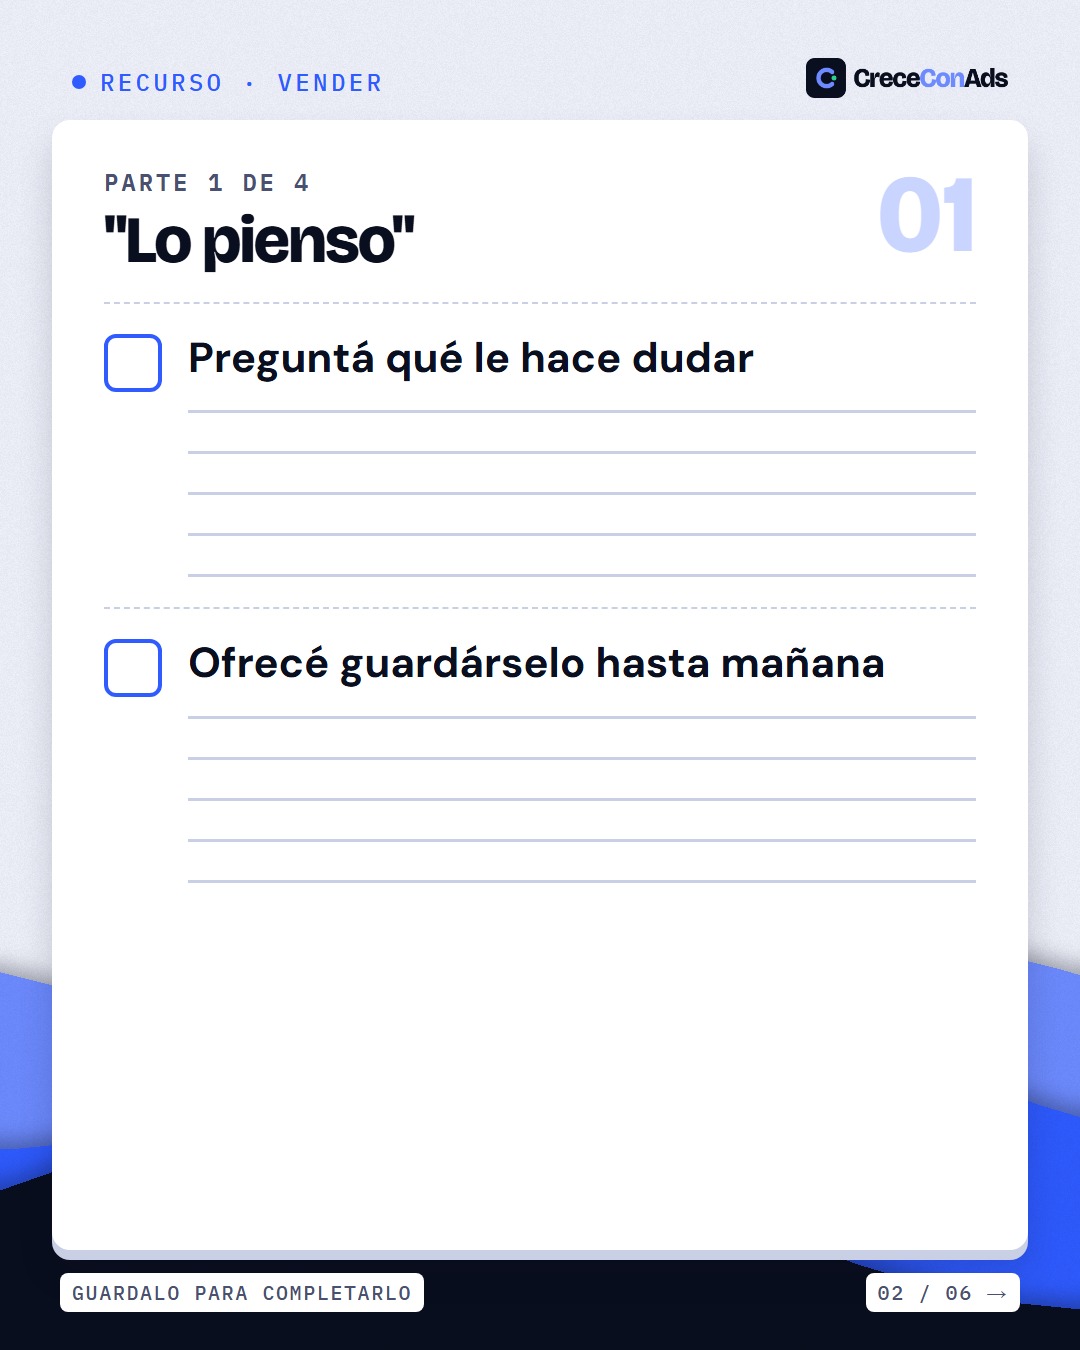 RECURSO · VENDER
CreceConAds
PARTE 1 DE 4
"Lo pienso"
01
Preguntá qué le hace dudar
Ofrecé guardárselo hasta mañana
GUARDALO PARA COMPLETARLO
02 / 06 →